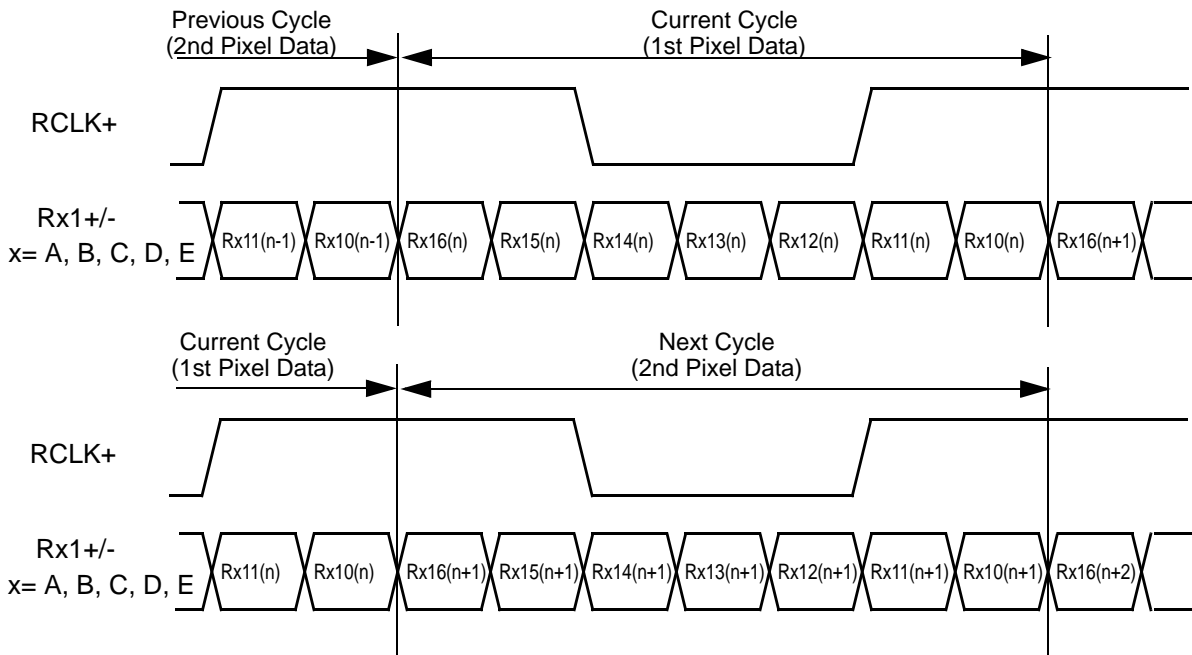 Previous Cycle
(2nd Pixel Data)
Current Cycle
(1st Pixel Data)
RCLK+
Rx1+/-
x= A, B, C, D, E
Rx11(n-1) Rx10(n-1) Rx16(n) Rx15(n) Rx14(n) Rx13(n) Rx12(n) Rx11(n) Rx10(n) Rx16(n+1)
Current Cycle
(1st Pixel Data)
Next Cycle
(2nd Pixel Data)
RCLK+
Rx1+/-
x= A, B, C, D, E
Rx11(n) Rx10(n) Rx16(n+1) Rx15(n+1) Rx14(n+1) Rx13(n+1) Rx12(n+1) Rx11(n+1) Rx10(n+1) Rx16(n+2)